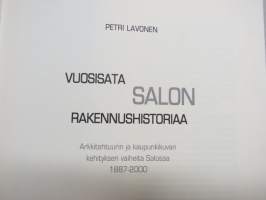 PETRI LAVONEN
VUOSISATA
SALON
RAKENNUSHISTORIAA
Arkkitehtuurin ja kaupunkikuvan
kehityksen vaiheita Salossa
1887-2000